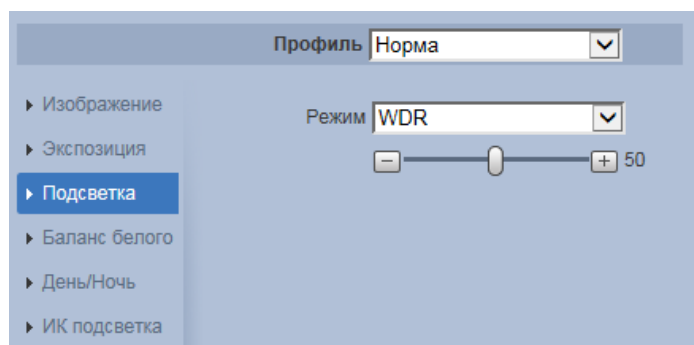 Профиль Норма
Изображение
Режим WDR
Экспозиция
50
Подсветка
Баланс белого
День/Ночь
ИК подсветка